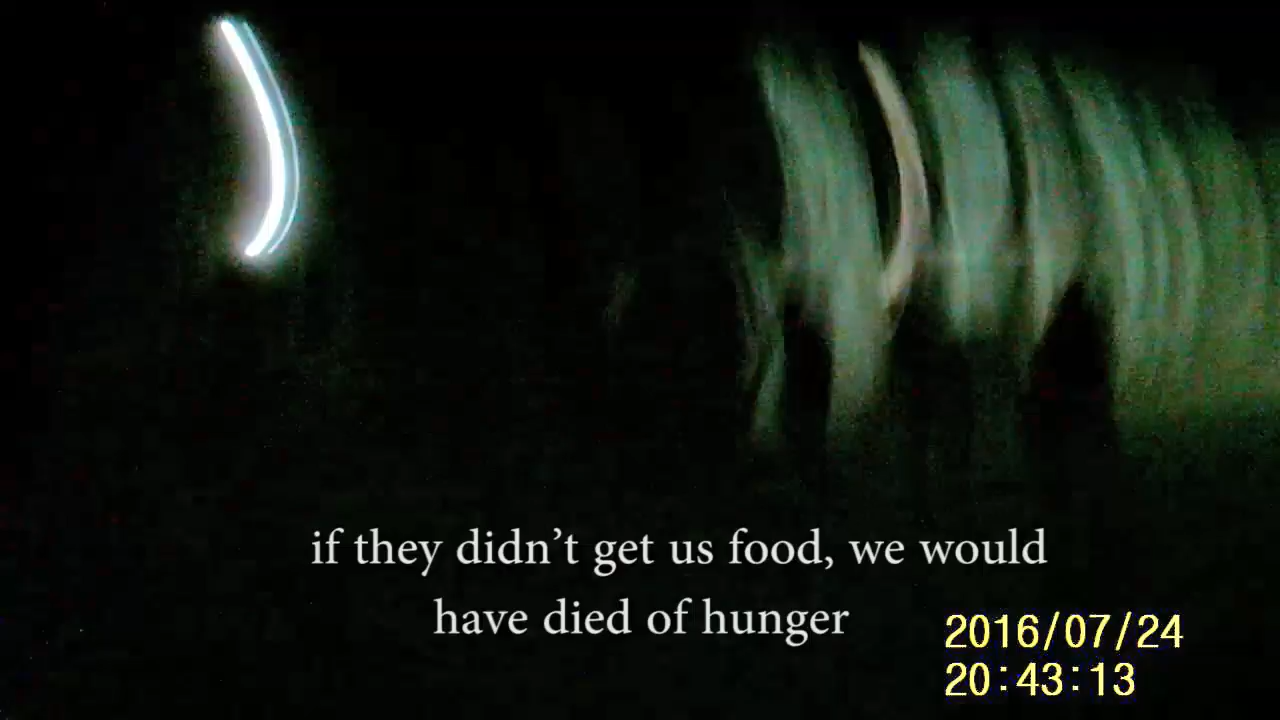 if they didn't get us food, we would
have died of hunger
2016/07/24
20:43:13